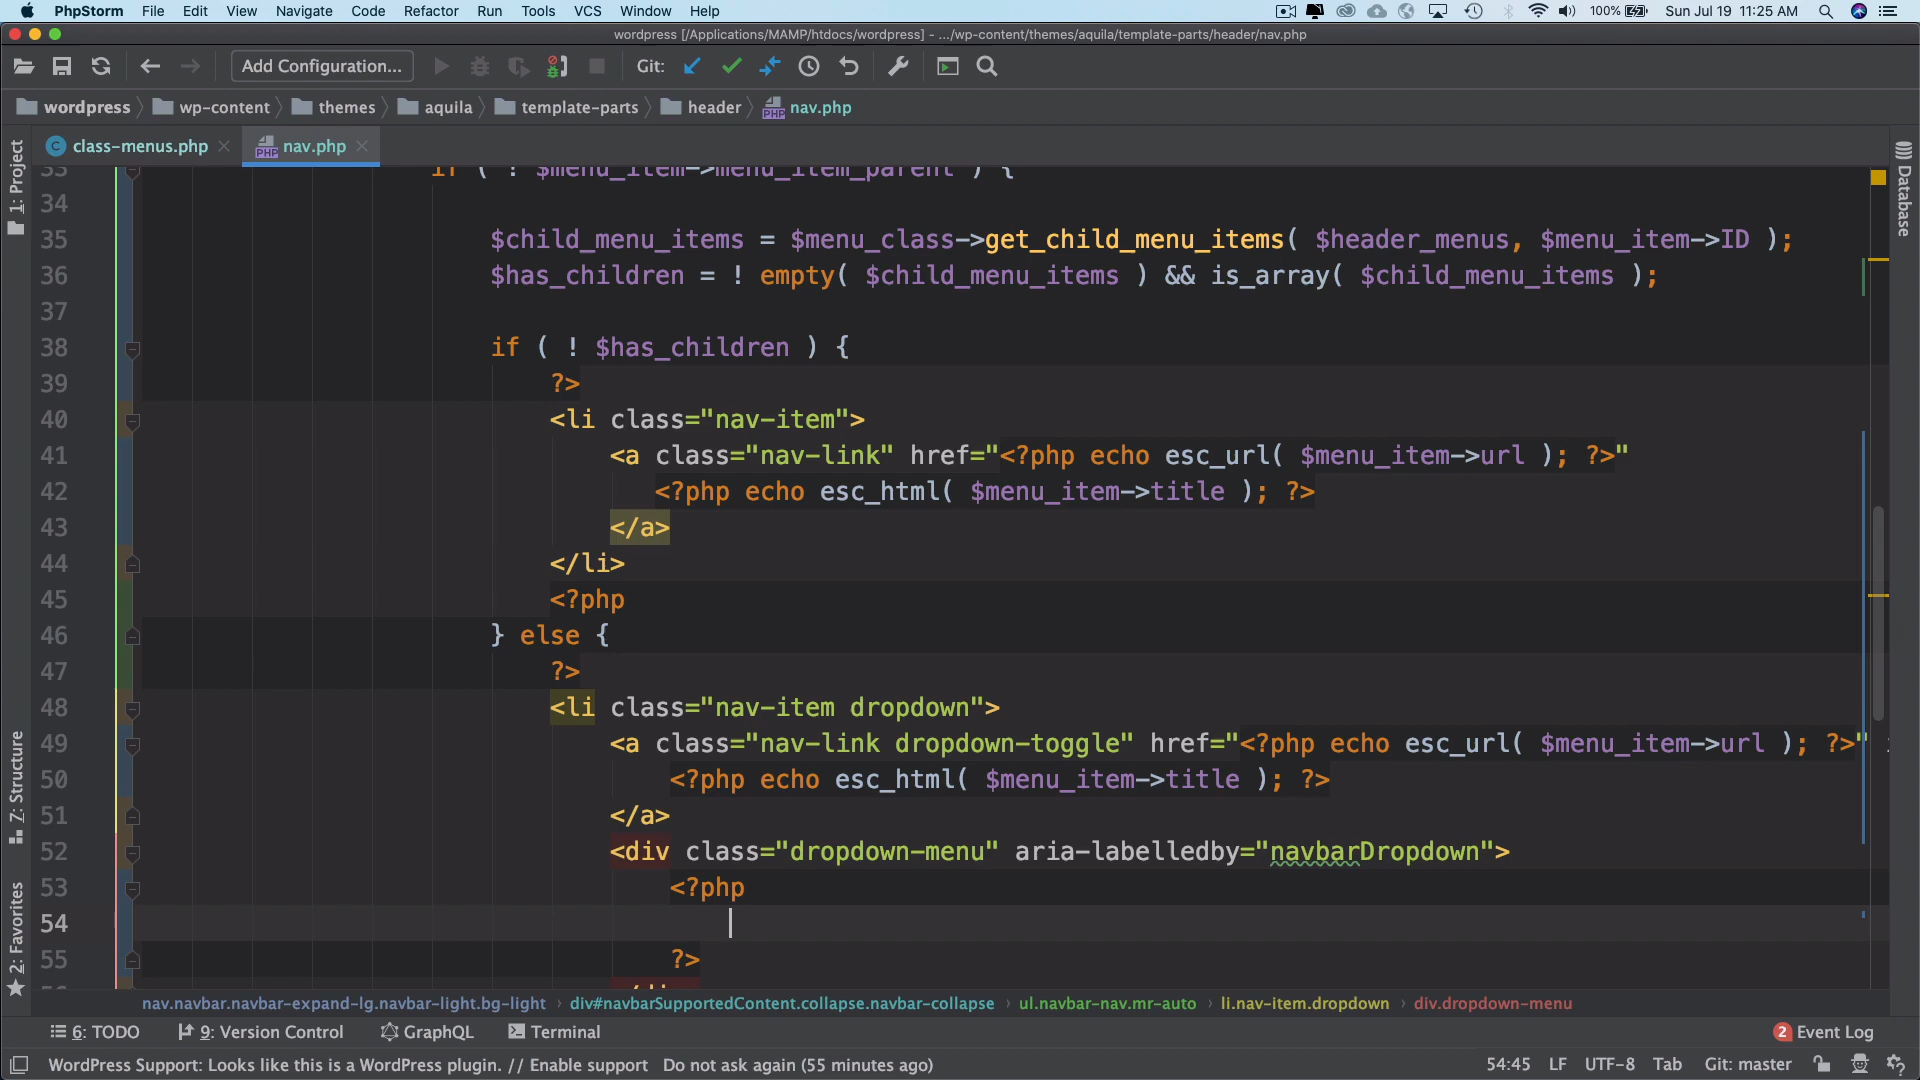 PhpStorm File Edit View Navigate Code Refactor Run Tools VCS Window Help 100% Sun Jul 19 11:25 AM
wordpress [/Applications/MAMP/htdocs/wordpress] - .../wp-content/themes/aquila/template-parts/header/nav.php
Add Configuration... Git:
wordpress wp-content themes aquila template-parts header nav.php
class-menus.php nav.php
1: Project
Database
33 if ( ! $menu_item->menu_item_parent ) {
34
35 $child_menu_items = $menu_class->get_child_menu_items( $header_menus, $menu_item->ID );
36 $has_children = ! empty( $child_menu_items ) && is_array( $child_menu_items );
37
38 if ( ! $has_children ) {
39 ?>
40 <li class="nav-item">
41 <a class="nav-link" href="<?php echo esc_url( $menu_item->url ); ?>"
42 <?php echo esc_html( $menu_item->title ); ?>
43 </a>
44 </li>
45 <?php
46 } else {
47 ?>
48 <li class="nav-item dropdown">
49 <a class="nav-link dropdown-toggle" href="<?php echo esc_url( $menu_item->url ); ?>"
50 <?php echo esc_html( $menu_item->title ); ?>
51 </a>
52 <div class="dropdown-menu" aria-labelledby="navbarDropdown">
53 <?php
54
55 ?>
Z: Structure
2: Favorites
nav.navbar.navbar-expand-lg.navbar-light.bg-light div#navbarSupportedContent.collapse.navbar-collapse ul.navbar-nav.mr-auto li.nav-item.dropdown div.dropdown-menu
6: TODO 9: Version Control GraphQL Terminal 2 Event Log
WordPress Support: Looks like this is a WordPress plugin. // Enable support Do not ask again (55 minutes ago) 54:45 LF UTF-8 Tab Git: master